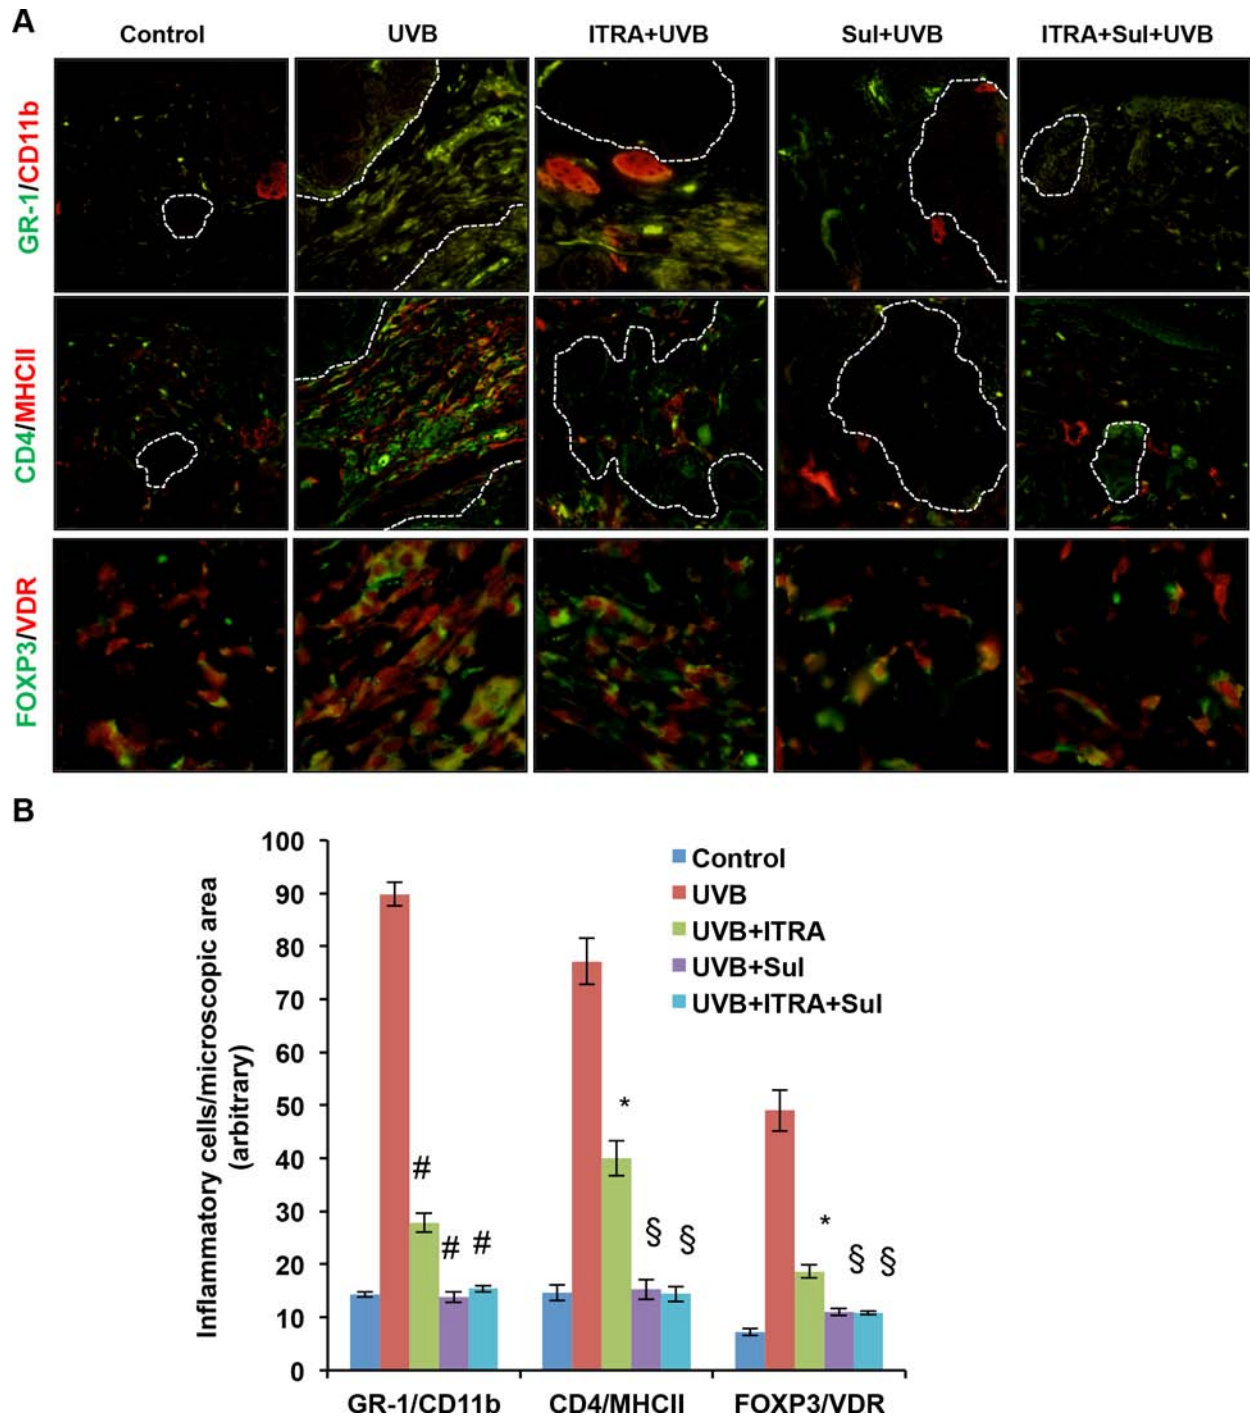 A
Control UVB ITRA+UVB Sul+UVB ITRA+Sul+UVB
GR-1/CD11b
CD4/MHCII
FOXP3/VDR
B
Inflammatory cells/microscopic area
(arbitrary)
100
90
80
70
60
50
40
30
20
10
0
Control
UVB
UVB+ITRA
UVB+Sul
UVB+ITRA+Sul
# # #
* § §
* § §
GR-1/CD11b CD4/MHCII FOXP3/VDR